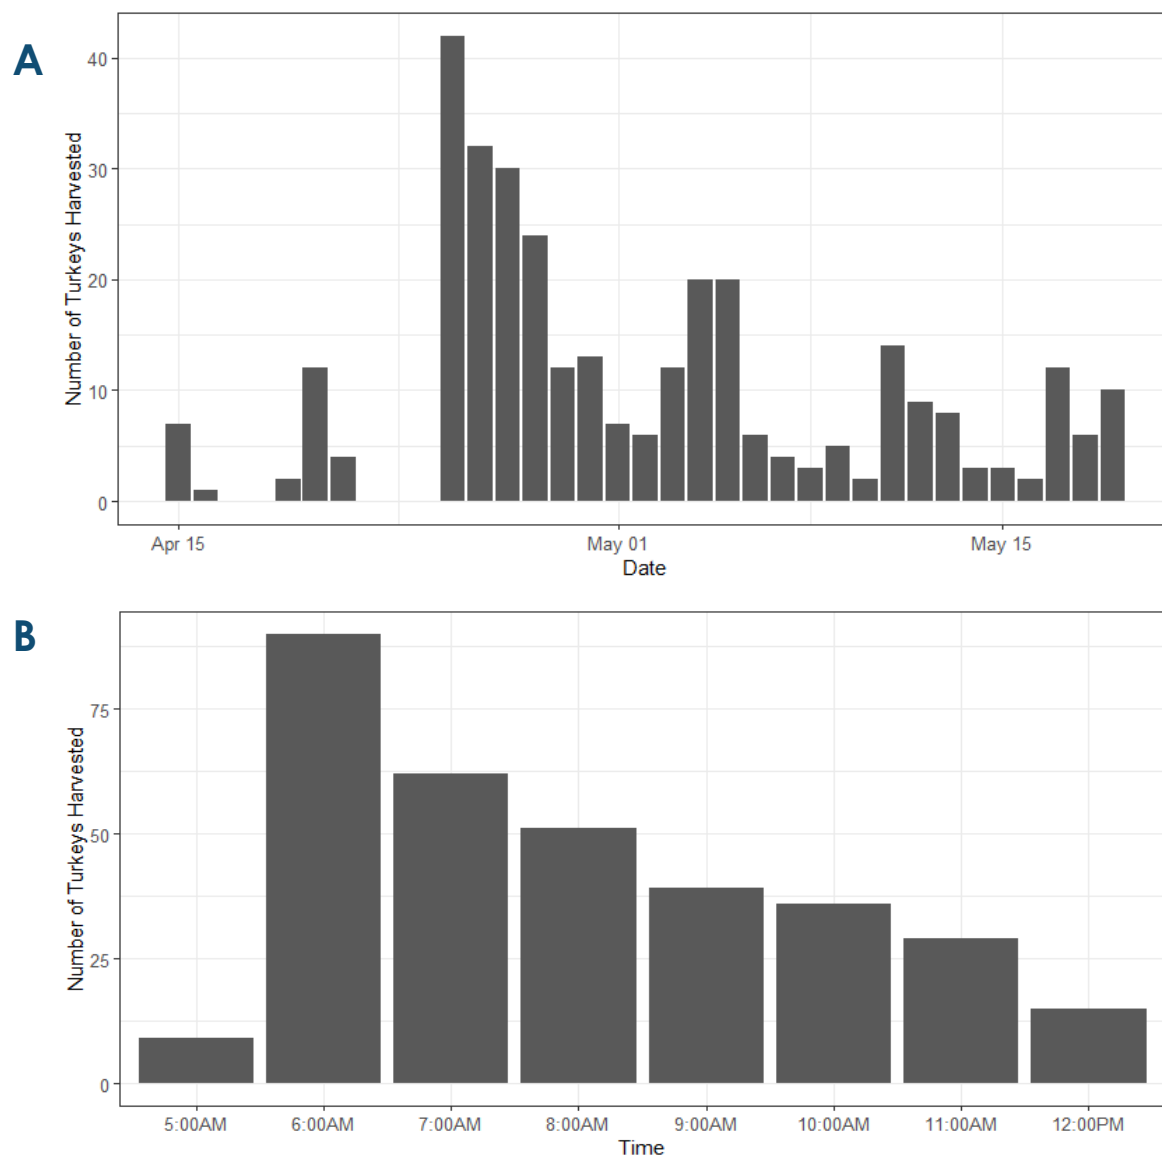 A
Number of Turkeys Harvested
40
30
20
10
0
Apr 15 May 01 May 15
Date
B
Number of Turkeys Harvested
75
50
25
0
5:00AM 6:00AM 7:00AM 8:00AM 9:00AM 10:00AM 11:00AM 12:00PM
Time